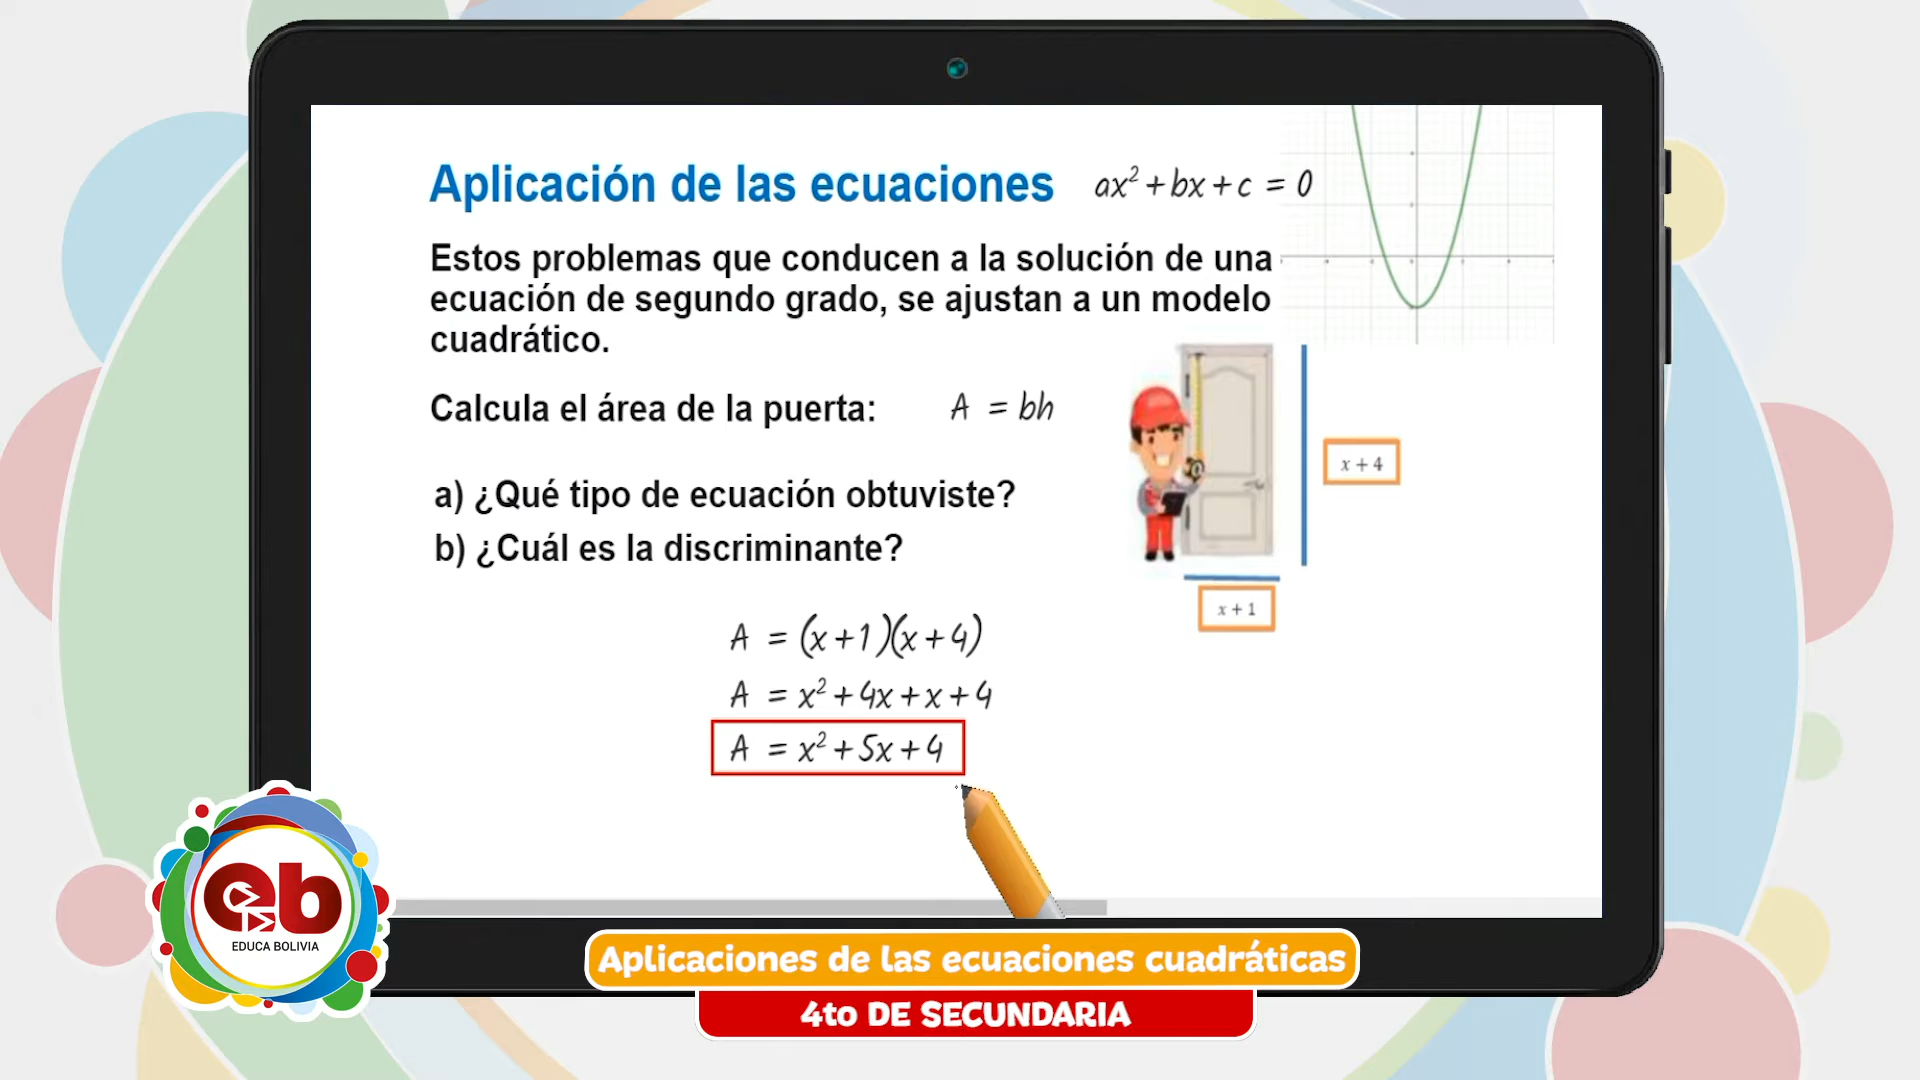 Aplicación de las ecuaciones ax² + bx + c = 0
Estos problemas que conducen a la solución de una
ecuación de segundo grado, se ajustan a un modelo
cuadrático.
Calcula el área de la puerta: A = bh
x + 4
a) ¿Qué tipo de ecuación obtuviste?
b) ¿Cuál es la discriminante?
x + 1
A = (x+1)(x+4)
A = x² + 4x + x + 4
A = x² + 5x + 4
eb
EDUCA BOLIVIA
Aplicaciones de las ecuaciones cuadráticas
4to DE SECUNDARIA